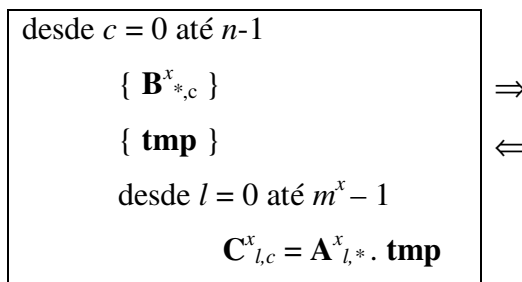 desde c = 0 até n-1
{ B^x_{*,c} } ⇒
{ tmp } ⇐
desde l = 0 até m^x – 1
C^x_{l,c} = A^x_{l,*} . tmp